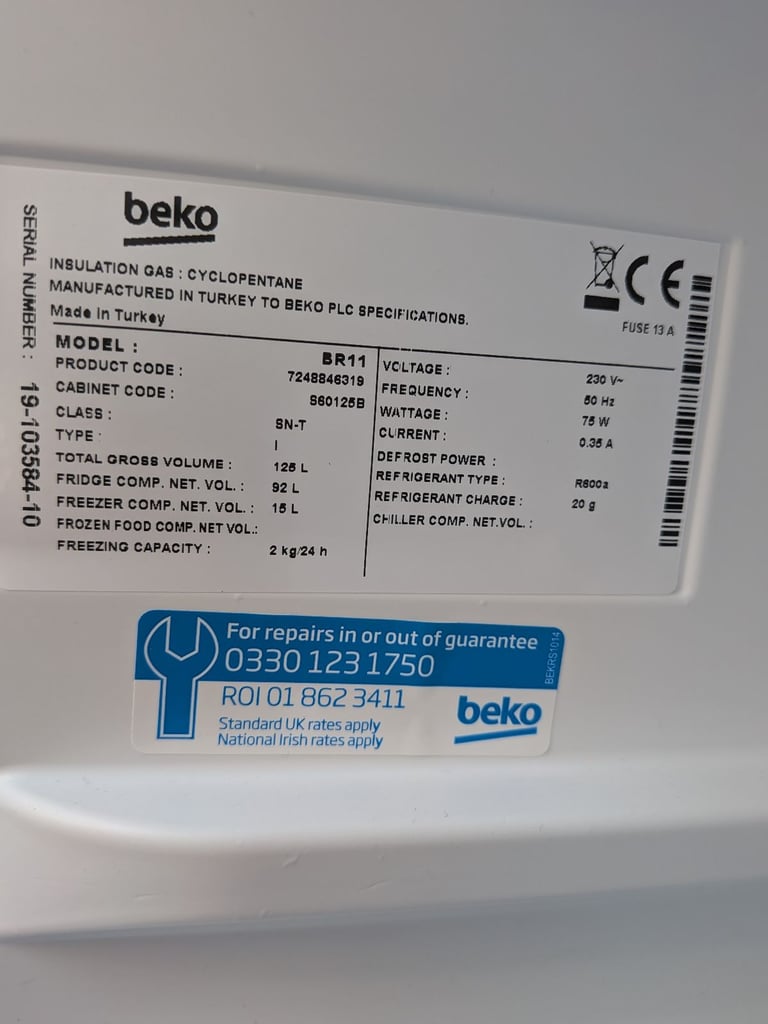 beko
INSULATION GAS : CYCLOPENTANE
MANUFACTURED IN TURKEY TO BEKO PLC SPECIFICATIONS.
Made in Turkey
CE
FUSE 13 A
SERIAL NUMBER : 19-103584-10
MODEL : BR11
PRODUCT CODE : 7248846319
CABINET CODE : S60125B
CLASS : SN-T
TYPE : I
TOTAL GROSS VOLUME : 125 L
FRIDGE COMP. NET. VOL. : 92 L
FREEZER COMP. NET. VOL. : 15 L
FROZEN FOOD COMP. NET VOL.:
FREEZING CAPACITY : 2 kg/24 h
VOLTAGE : 230 V~
FREQUENCY : 50 Hz
WATTAGE : 75 W
CURRENT : 0.35 A
DEFROST POWER :
REFRIGERANT TYPE : R600a
REFRIGERANT CHARGE : 20 g
CHILLER COMP. NET.VOL. :
For repairs in or out of guarantee
0330 123 1750
ROI 01 862 3411
Standard UK rates apply
National Irish rates apply
beko
BEKRS1014